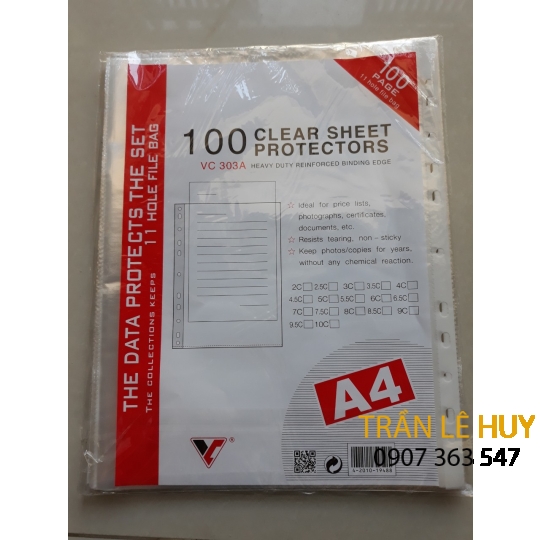 100
PAGE
11 hole file bag
THE DATA PROTECTS THE SET
11 HOLE FILE BAG
- THE COLLECTIONS KEEPS
100 CLEAR SHEET
PROTECTORS
VC 303A HEAVY DUTY REINFORCED BINDING EDGE
☆ Ideal for price lists,
photographs, certificates,
documents, etc.
☆ Resists tearing, non - sticky
☆ Keep photos/copies for years,
without any chemical reaction.
2C 2.5C 3C 3.5C 4C
4.5C 5C 5.5C 6C 6.5C
7C 7.5C 8C 8.5C 9C
9.5C 10C
A4
TRẦN LÊ HUY
0907 363 547
®